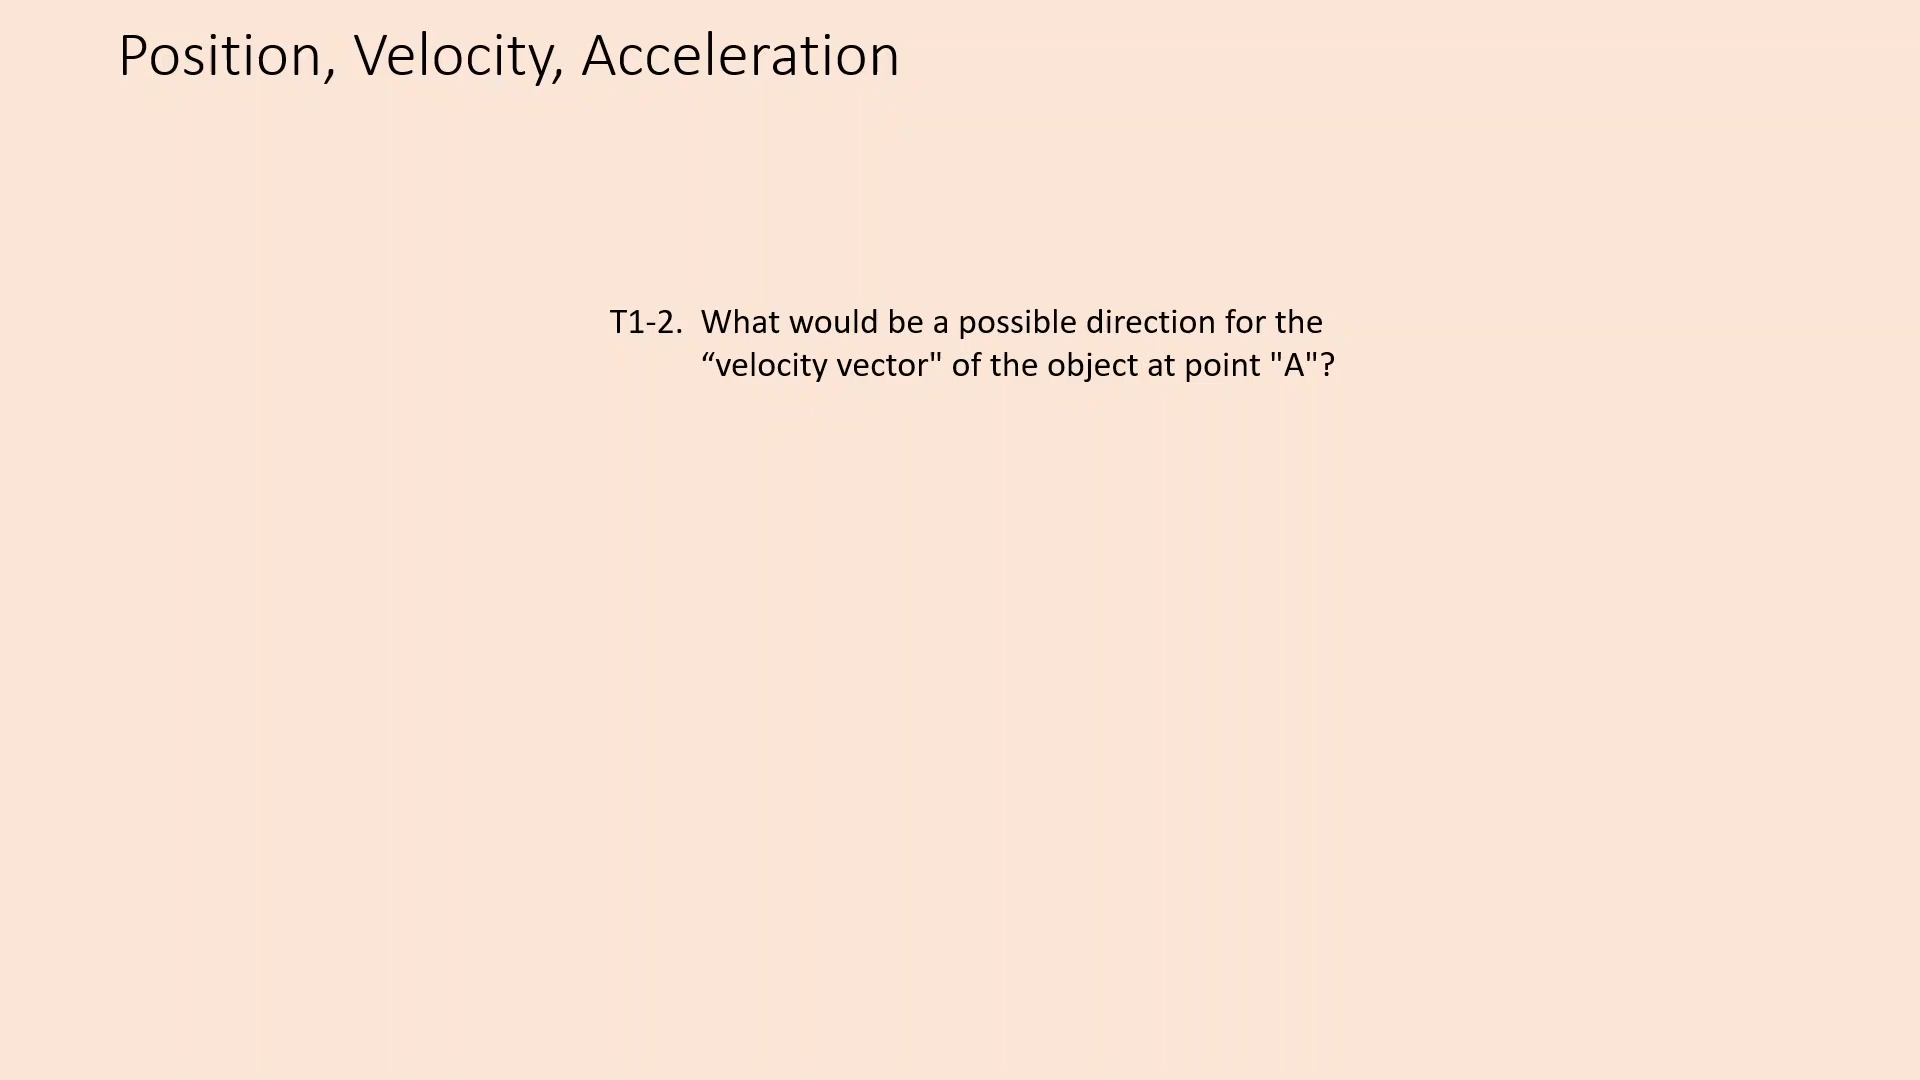 Position, Velocity, Acceleration
T1-2. What would be a possible direction for the
“velocity vector" of the object at point "A"?